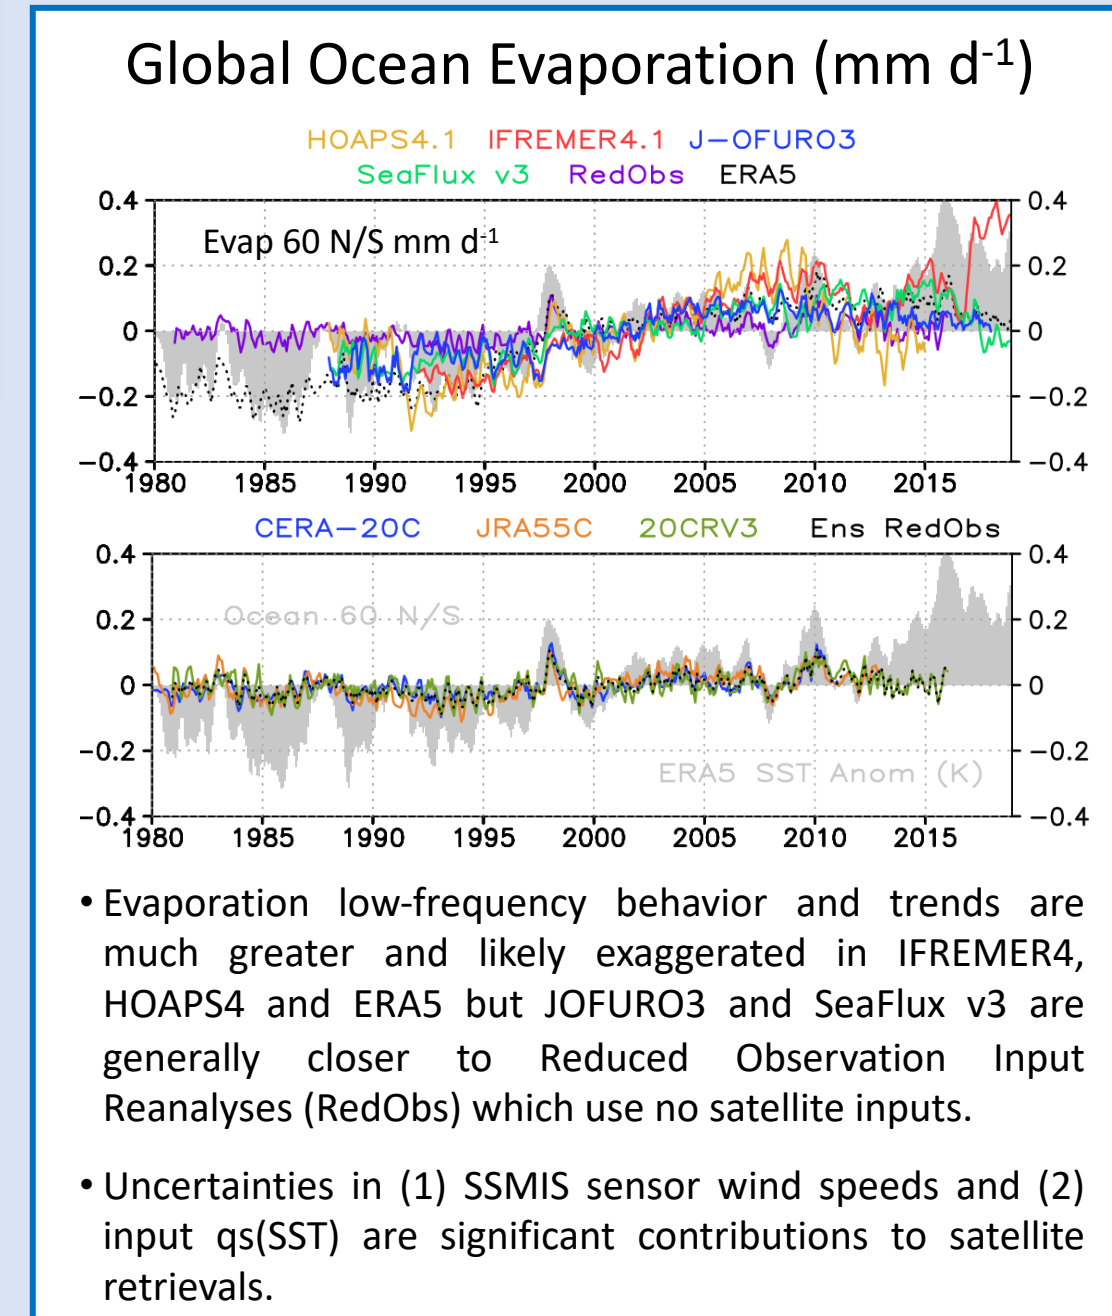 Global Ocean Evaporation (mm d-1)
HOAPS4.1 IFREMER4.1 J-OFURO3
SeaFlux v3 RedObs ERA5
0.4 0.4
Evap 60 N/S mm d-1
0.2 0.2
0 0
-0.2 -0.2
-0.4 -0.4
1980 1985 1990 1995 2000 2005 2010 2015
CERA-20C JRA55C 20CRV3 Ens RedObs
0.4 0.4
Ocean 60 N/S
0.2 0.2
0 0
-0.2 -0.2
ERA5 SST Anom (K)
-0.4 -0.4
1980 1985 1990 1995 2000 2005 2010 2015
• Evaporation low-frequency behavior and trends are
much greater and likely exaggerated in IFREMER4,
HOAPS4 and ERA5 but JOFURO3 and SeaFlux v3 are
generally closer to Reduced Observation Input
Reanalyses (RedObs) which use no satellite inputs.
• Uncertainties in (1) SSMIS sensor wind speeds and (2)
input qs(SST) are significant contributions to satellite
retrievals.